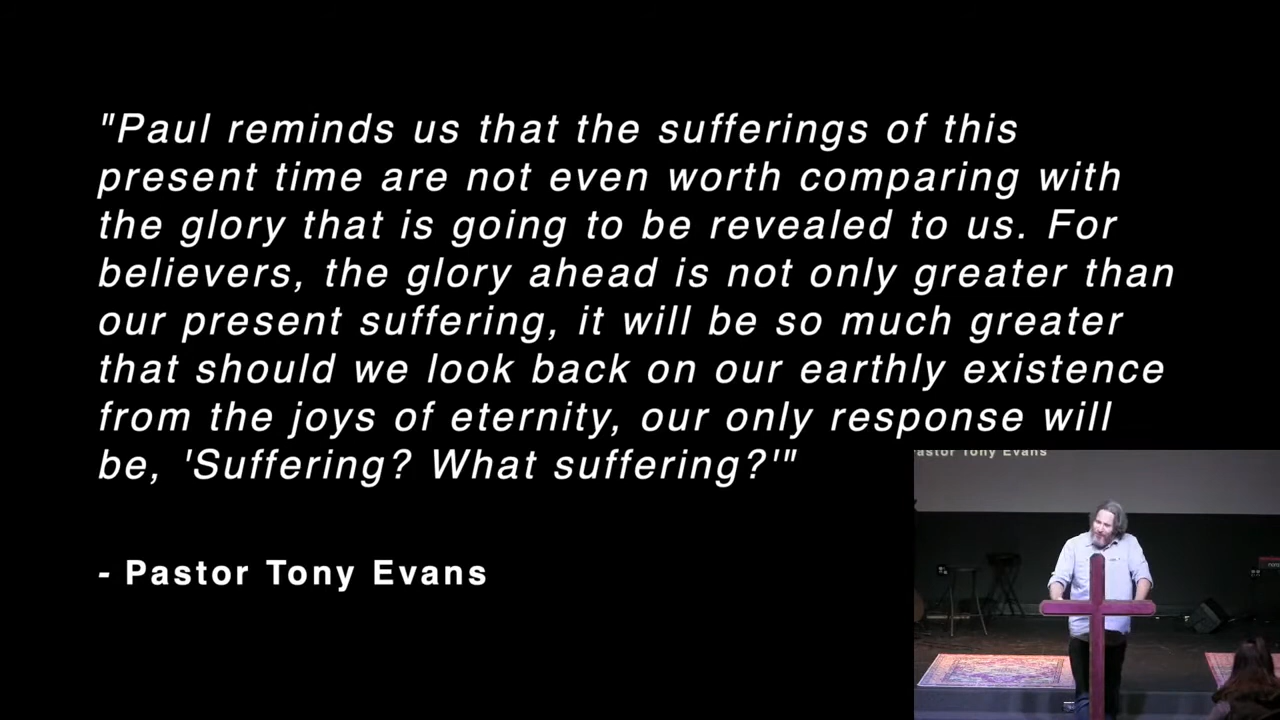 "Paul reminds us that the sufferings of this
present time are not even worth comparing with
the glory that is going to be revealed to us. For
believers, the glory ahead is not only greater than
our present suffering, it will be so much greater
that should we look back on our earthly existence
from the joys of eternity, our only response will
be, 'Suffering? What suffering?'"
- Pastor Tony Evans
Pastor Tony Evans